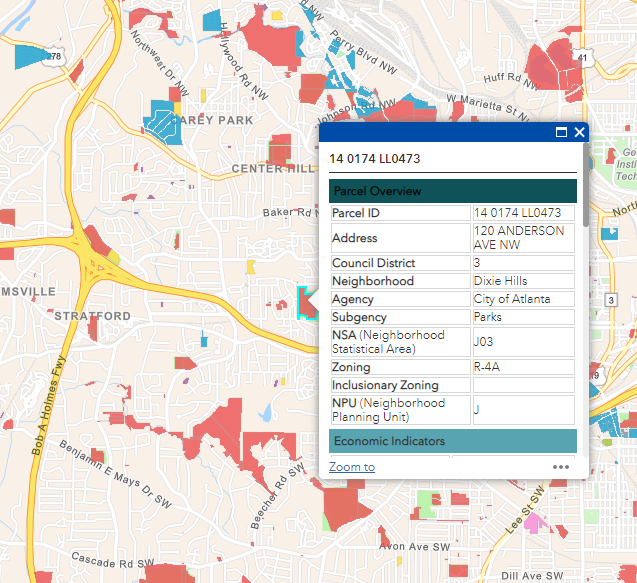 NW
Hollywood Rd NW
Perry Blvd NW
278
Northwest Dr NW
41
Huff Rd NW
W Marietta St N
Johnson Rd NW
AREY PARK
CENTER HILL
Ge
Insti
Tec
North
Baker Rd N
3
MSVILLE
STRATFORD
19
Bob A Holmes Fwy
Benjamin E Mays Dr SW
Beecher Rd SW
Lee St SW
Avon Ave SW
Cascade Rd SW
Dill Ave SW
14 0174 LL0473
Parcel Overview
Parcel ID 14 0174 LL0473
Address 120 ANDERSON
AVE NW
Council District 3
Neighborhood Dixie Hills
Agency City of Atlanta
Subgency Parks
NSA (Neighborhood
Statistical Area) J03
Zoning R-4A
Inclusionary Zoning
NPU (Neighborhood
Planning Unit) J
Economic Indicators
Zoom to